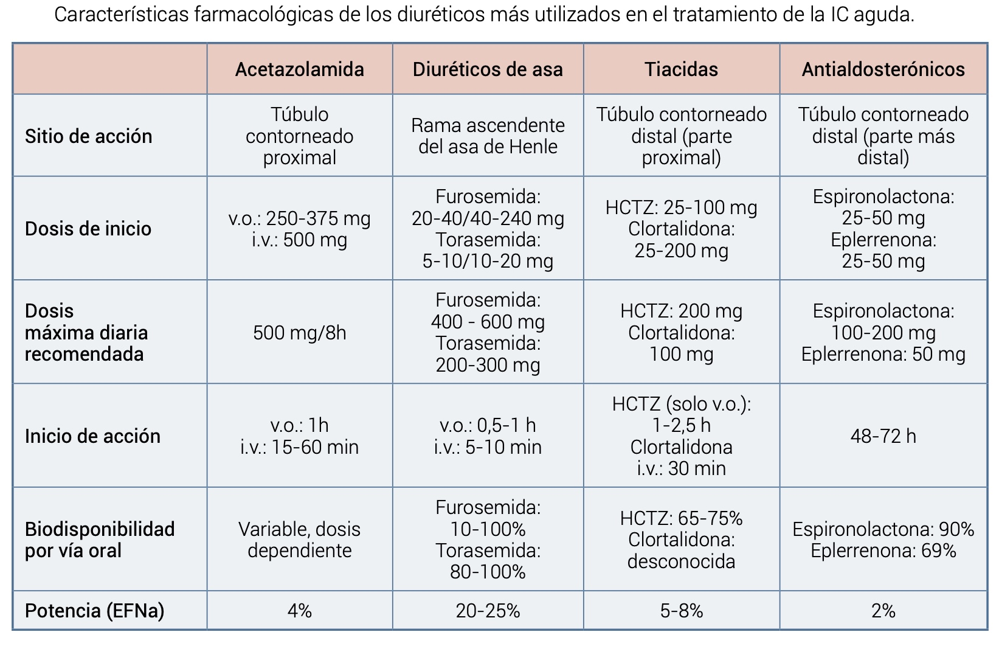 Características farmacológicas de los diuréticos más utilizados en el tratamiento de la IC aguda.
Acetazolamida
Diuréticos de asa
Tiacidas
Antialdosterónicos
Sitio de acción
Túbulo
contorneado
proximal
Rama ascendente
del asa de Henle
Túbulo contorneado
distal (parte
proximal)
Túbulo contorneado
distal (parte más
distal)
Dosis de inicio
v.o.: 250-375 mg
i.v.: 500 mg
Furosemida:
20-40/40-240 mg
Torasemida:
5-10/10-20 mg
HCTZ: 25-100 mg
Clortalidona:
25-200 mg
Espironolactona:
25-50 mg
Eplerrenona:
25-50 mg
Dosis
máxima diaria
recomendada
500 mg/8h
Furosemida:
400 - 600 mg
Torasemida:
200-300 mg
HCTZ: 200 mg
Clortalidona:
100 mg
Espironolactona:
100-200 mg
Eplerrenona: 50 mg
Inicio de acción
v.o.: 1h
i.v.: 15-60 min
v.o.: 0,5-1 h
i.v.: 5-10 min
HCTZ (solo v.o.):
1-2,5 h
Clortalidona
i.v.: 30 min
48-72 h
Biodisponibilidad
por vía oral
Variable, dosis
dependiente
Furosemida:
10-100%
Torasemida:
80-100%
HCTZ: 65-75%
Clortalidona:
desconocida
Espironolactona: 90%
Eplerrenona: 69%
Potencia (EFNa)
4%
20-25%
5-8%
2%